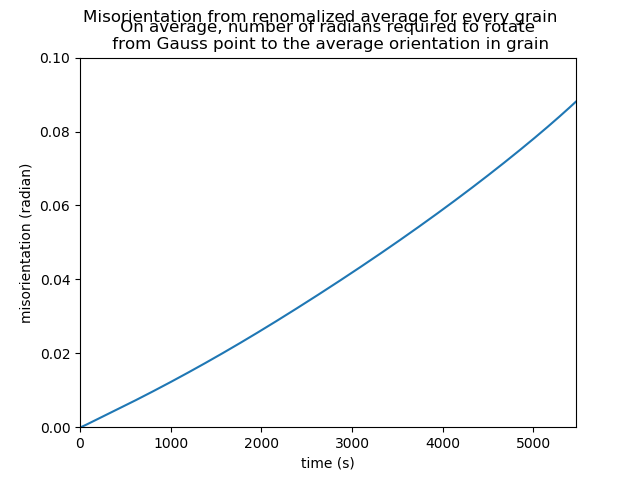 Misorientation from renomalized average for every grain
On average, number of radians required to rotate
from Gauss point to the average orientation in grain
0.10
0.08
0.06
0.04
0.02
0.00
misorientation (radian)
0 1000 2000 3000 4000 5000
time (s)